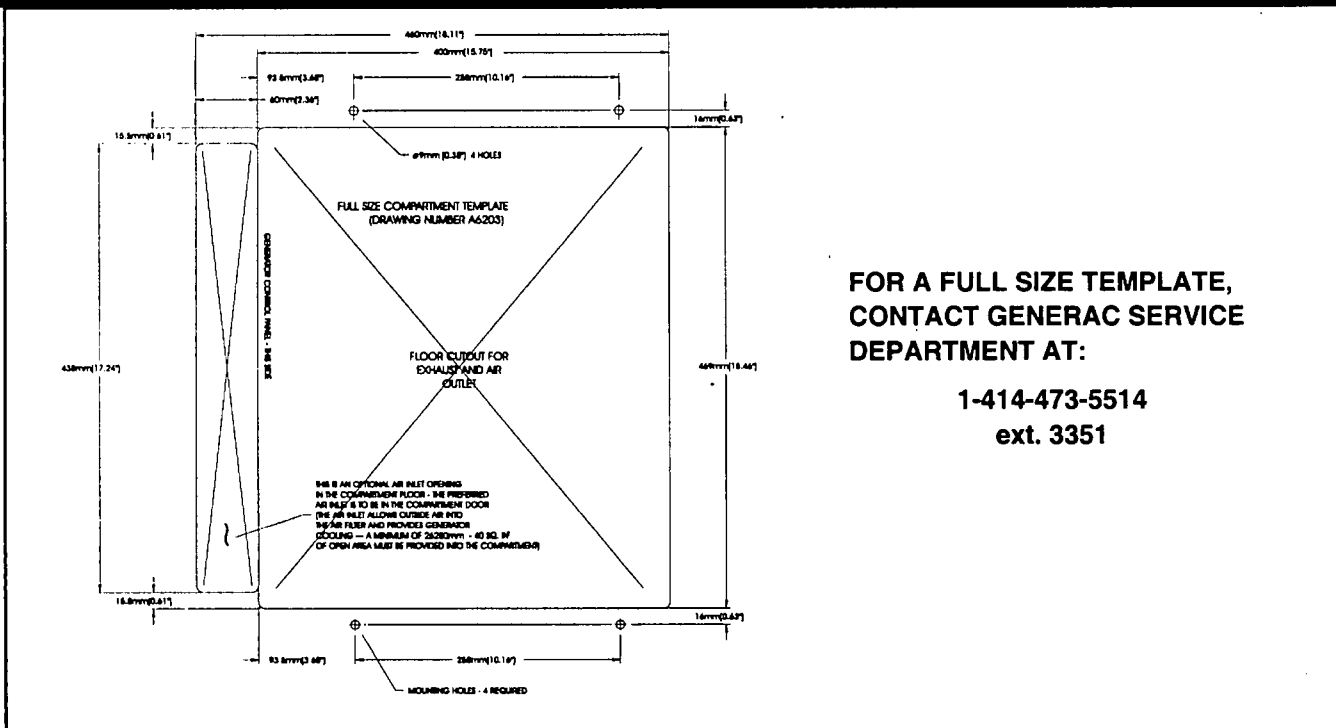 460mm(18.11")
400mm(15.75")
93.5mm(3.68")
258mm(10.16")
60mm(2.36")
16mm(0.63")
15.5mm(0.61")
ø9mm (0.38") 4 HOLES
FULL SIZE COMPARTMENT TEMPLATE
(DRAWING NUMBER A6203)
GENERATOR CONTROL PANEL - THIS SIDE
FLOOR CUTOUT FOR
EXHAUST AND AIR
OUTLET
438mm(17.24")
469mm(18.46")
THIS IS AN OPTIONAL AIR INLET OPENING
IN THE COMPARTMENT FLOOR - THE PREFERRED
AIR INLET IS TO BE IN THE COMPARTMENT DOOR
(THE AIR INLET ALLOWS OUTSIDE AIR INTO
THE AIR FILTER AND PROVIDES GENERATOR
COOLING — A MINIMUM OF 26280mm - 40 SQ. IN
OF OPEN AREA MUST BE PROVIDED INTO THE COMPARTMENT)
15.5mm(0.61")
16mm(0.63")
93.5mm(3.68")
258mm(10.16")
MOUNTING HOLES - 4 REQUIRED
FOR A FULL SIZE TEMPLATE,
CONTACT GENERAC SERVICE
DEPARTMENT AT:
1-414-473-5514
ext. 3351